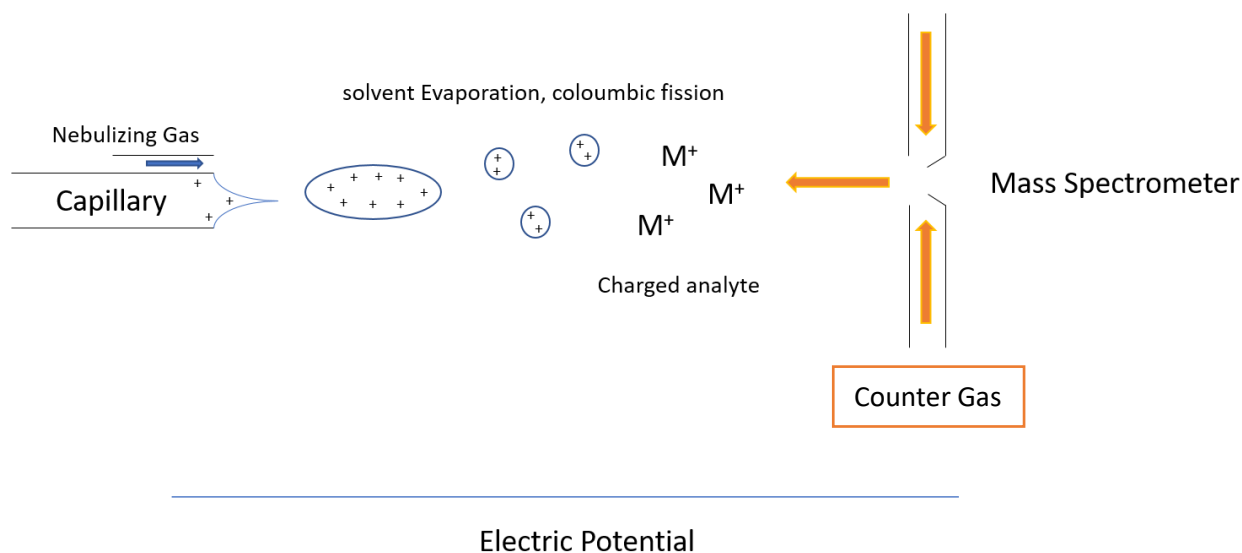 solvent Evaporation, coloumbic fission
Nebulizing Gas
Capillary
+
+
+
+ + + + + + + + +
+
+
+
+
+
+
M⁺
M⁺
M⁺
Mass Spectrometer
Charged analyte
Counter Gas
Electric Potential